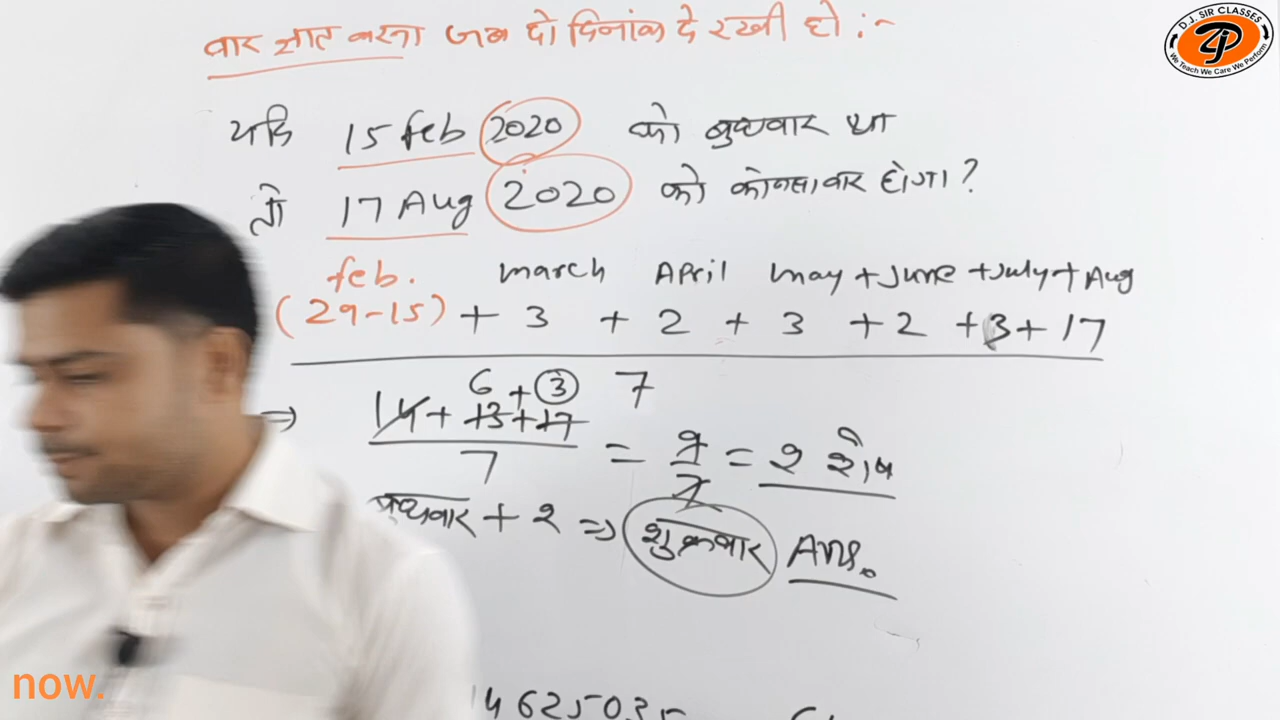 वार ज्ञात करना जब दो दिनांक दे रखी हो :-
D.J. SIR CLASSES
We Teach We Care We Perform
यदि 15 feb 2020 को बुधवार था
तो 17 Aug 2020 को कोनसा वार होगा ?
feb. march April may + June + July + Aug
(29-15) + 3 + 2 + 3 + 2 + 3 + 17
6 + 3 7
⇒ 14 + 13 + 17 = 9 = २ शेष
7 7
बुधवार + २ ⇒ शुक्रवार Ans.
now.